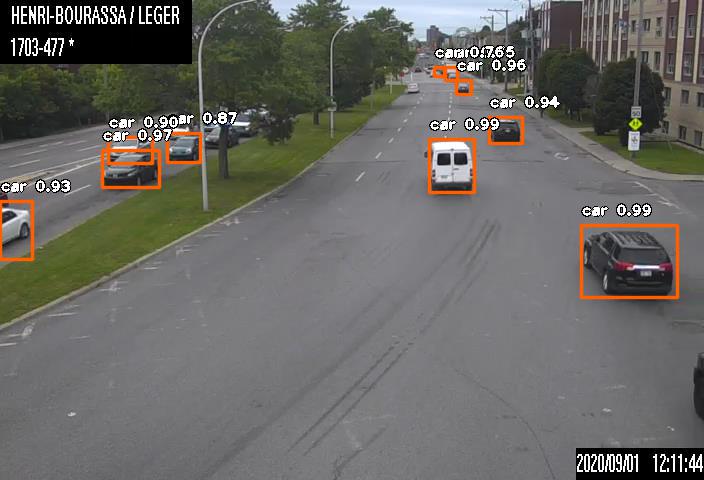 HENRI-BOURASSA / LEGER
1703-477 *
car 0.96
car 0.94
car 0.90
car 0.87
car 0.97
car 0.99
car 0.93
car 0.99
2020/09/01 12:11:44